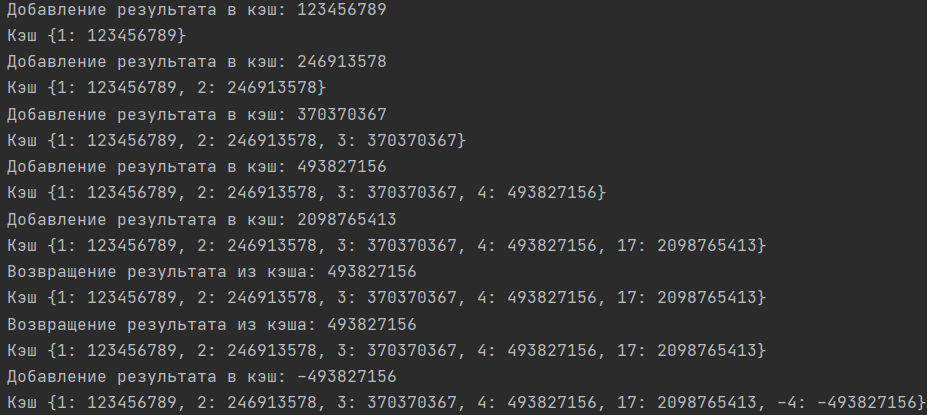 Добавление результата в кэш: 123456789
Кэш {1: 123456789}
Добавление результата в кэш: 246913578
Кэш {1: 123456789, 2: 246913578}
Добавление результата в кэш: 370370367
Кэш {1: 123456789, 2: 246913578, 3: 370370367}
Добавление результата в кэш: 493827156
Кэш {1: 123456789, 2: 246913578, 3: 370370367, 4: 493827156}
Добавление результата в кэш: 2098765413
Кэш {1: 123456789, 2: 246913578, 3: 370370367, 4: 493827156, 17: 2098765413}
Возвращение результата из кэша: 493827156
Кэш {1: 123456789, 2: 246913578, 3: 370370367, 4: 493827156, 17: 2098765413}
Возвращение результата из кэша: 493827156
Кэш {1: 123456789, 2: 246913578, 3: 370370367, 4: 493827156, 17: 2098765413}
Добавление результата в кэш: -493827156
Кэш {1: 123456789, 2: 246913578, 3: 370370367, 4: 493827156, 17: 2098765413, -4: -493827156}